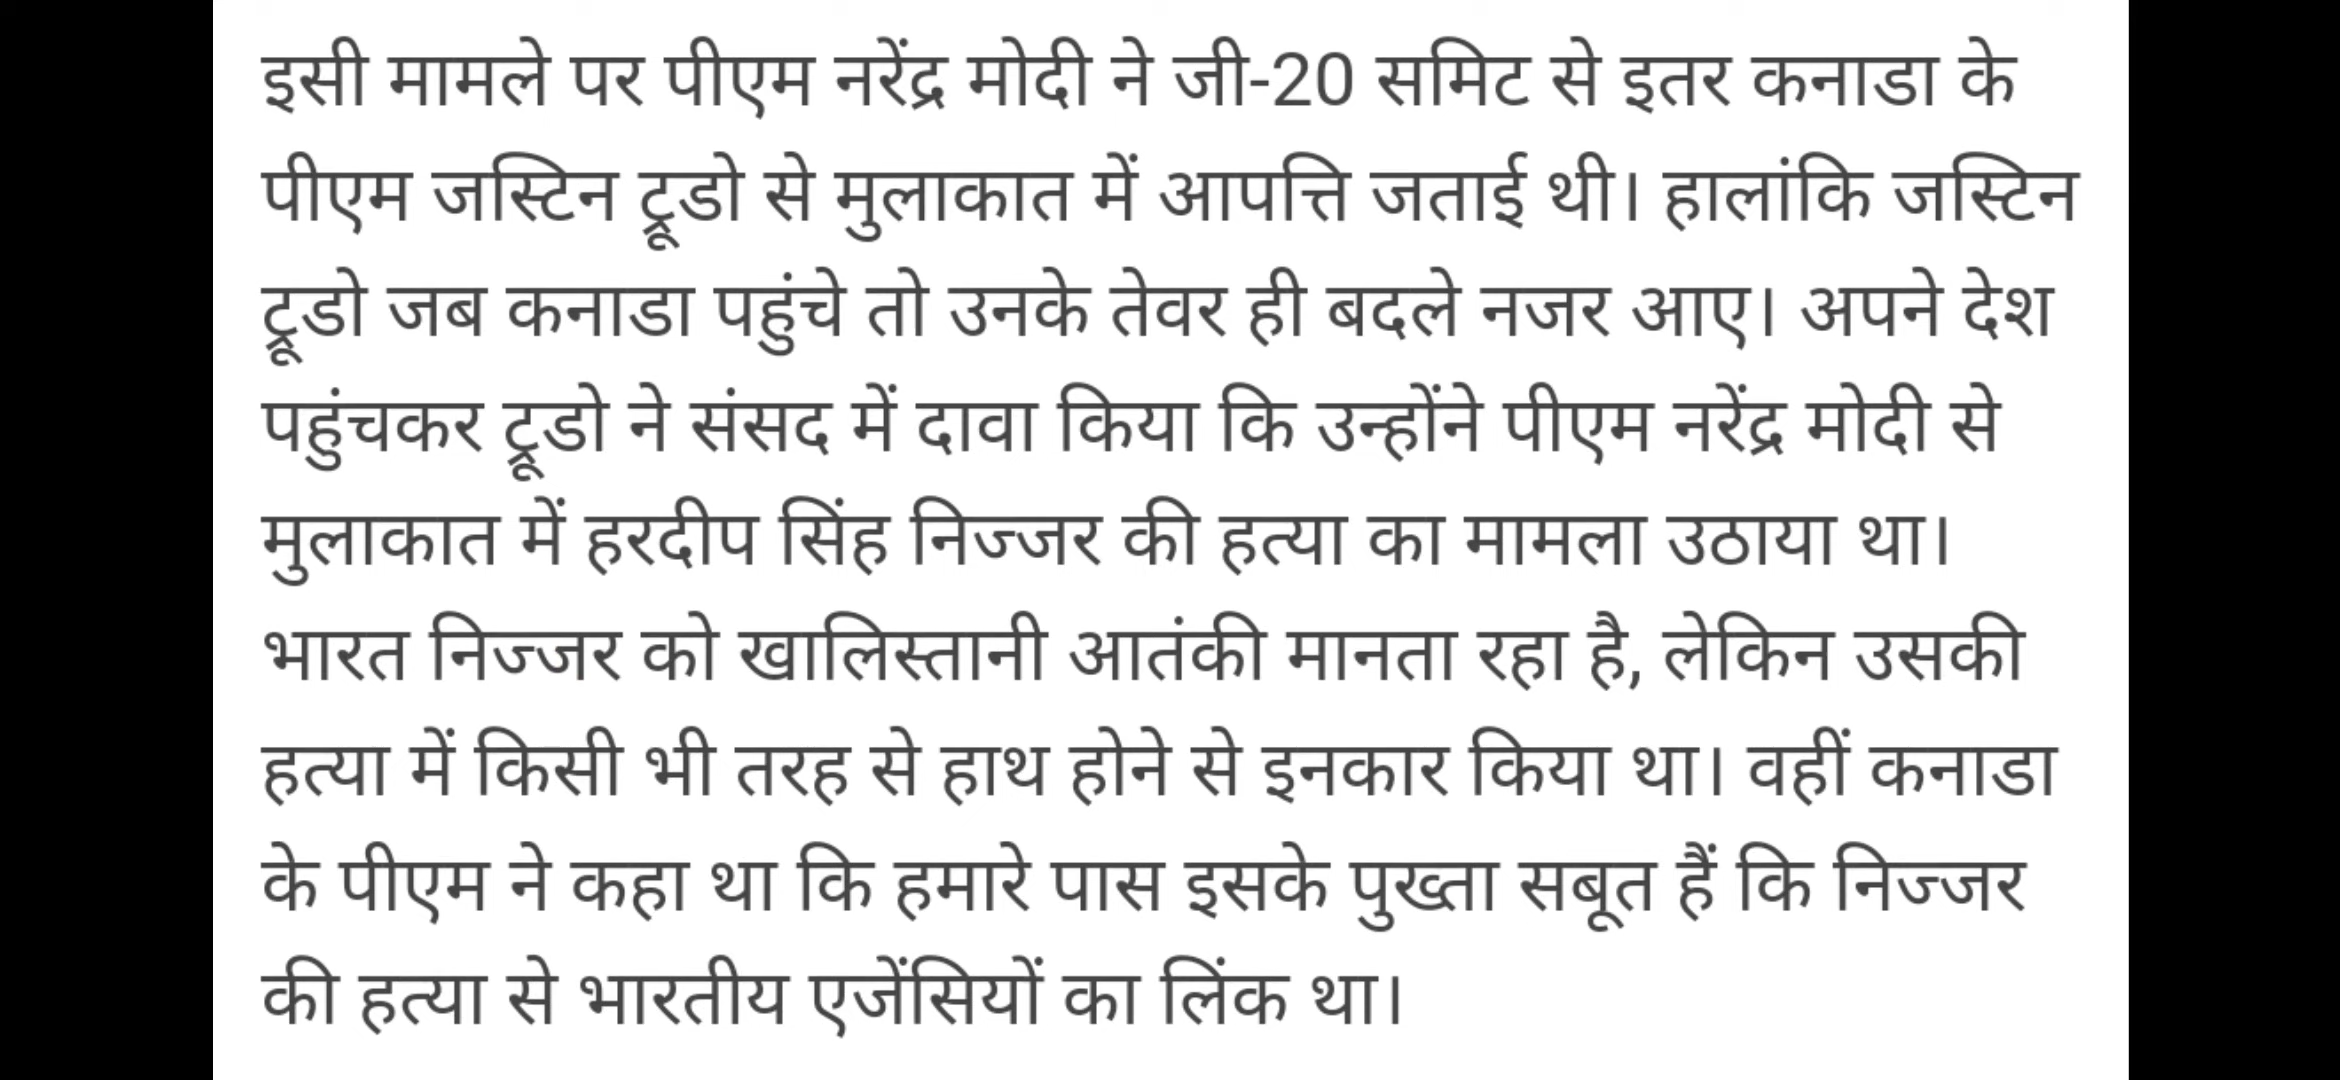 इसी मामले पर पीएम नरेंद्र मोदी ने जी-20 समिट से इतर कनाडा के
पीएम जस्टिन ट्रूडो से मुलाकात में आपत्ति जताई थी। हालांकि जस्टिन
ट्रूडो जब कनाडा पहुंचे तो उनके तेवर ही बदले नजर आए। अपने देश
पहुंचकर ट्रूडो ने संसद में दावा किया कि उन्होंने पीएम नरेंद्र मोदी से
मुलाकात में हरदीप सिंह निज्जर की हत्या का मामला उठाया था।
भारत निज्जर को खालिस्तानी आतंकी मानता रहा है, लेकिन उसकी
हत्या में किसी भी तरह से हाथ होने से इनकार किया था। वहीं कनाडा
के पीएम ने कहा था कि हमारे पास इसके पुख्ता सबूत हैं कि निज्जर
की हत्या से भारतीय एजेंसियों का लिंक था।